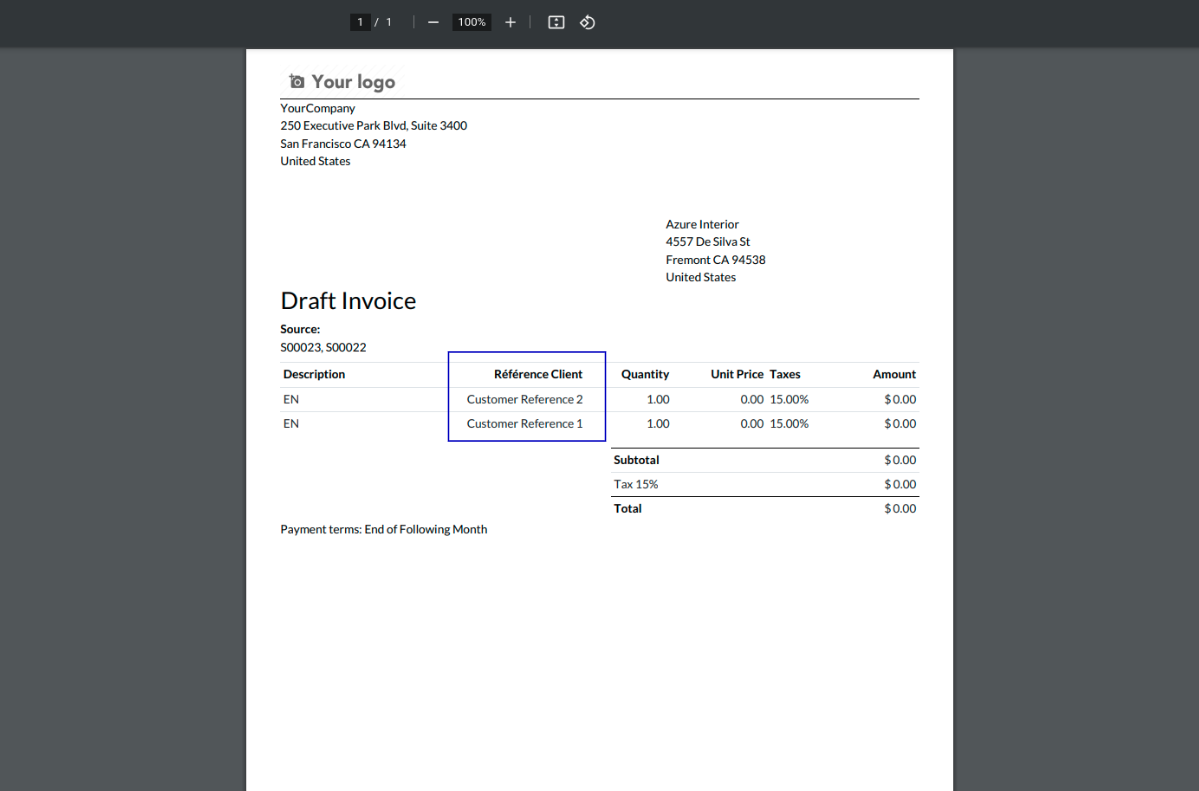 1 / 1 — 100% +
Your logo
YourCompany
250 Executive Park Blvd, Suite 3400
San Francisco CA 94134
United States
Azure Interior
4557 De Silva St
Fremont CA 94538
United States
Draft Invoice
Source:
S00023, S00022
Description Référence Client Quantity Unit Price Taxes Amount
EN Customer Reference 2 1.00 0.00 15.00% $ 0.00
EN Customer Reference 1 1.00 0.00 15.00% $ 0.00
Subtotal $ 0.00
Tax 15% $ 0.00
Total $ 0.00
Payment terms: End of Following Month